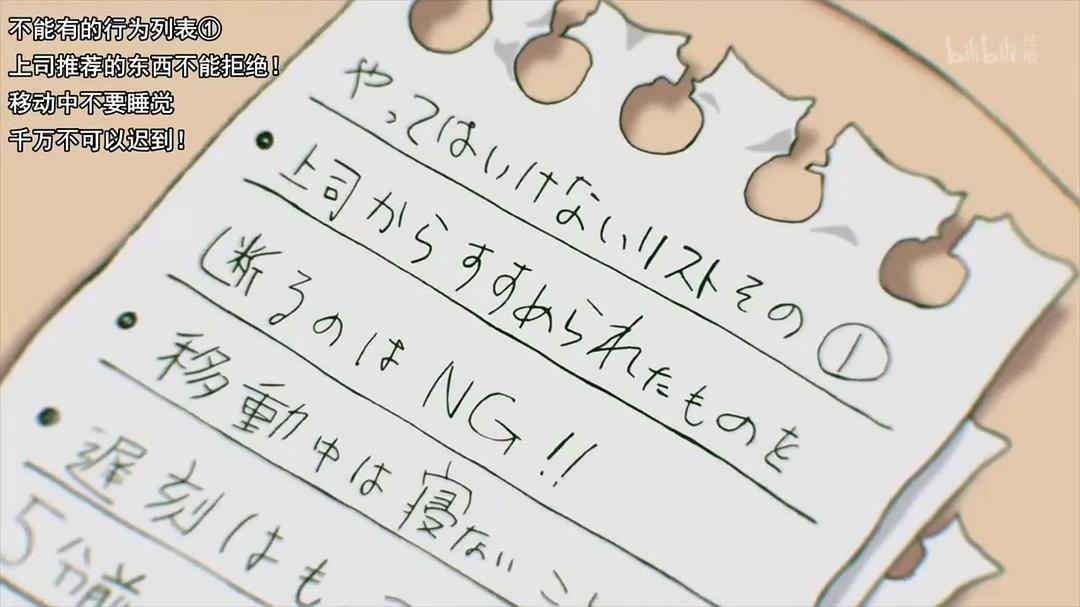 不能有的行为列表①
上司推荐的东西不能拒绝！
移动中不要睡觉
千万不可以迟到！
bilibili
やってはいけないリストその①
・上司からすすめられたものを
断るのはNG!!
・移動中は寝ない
・遅刻はも
5分前